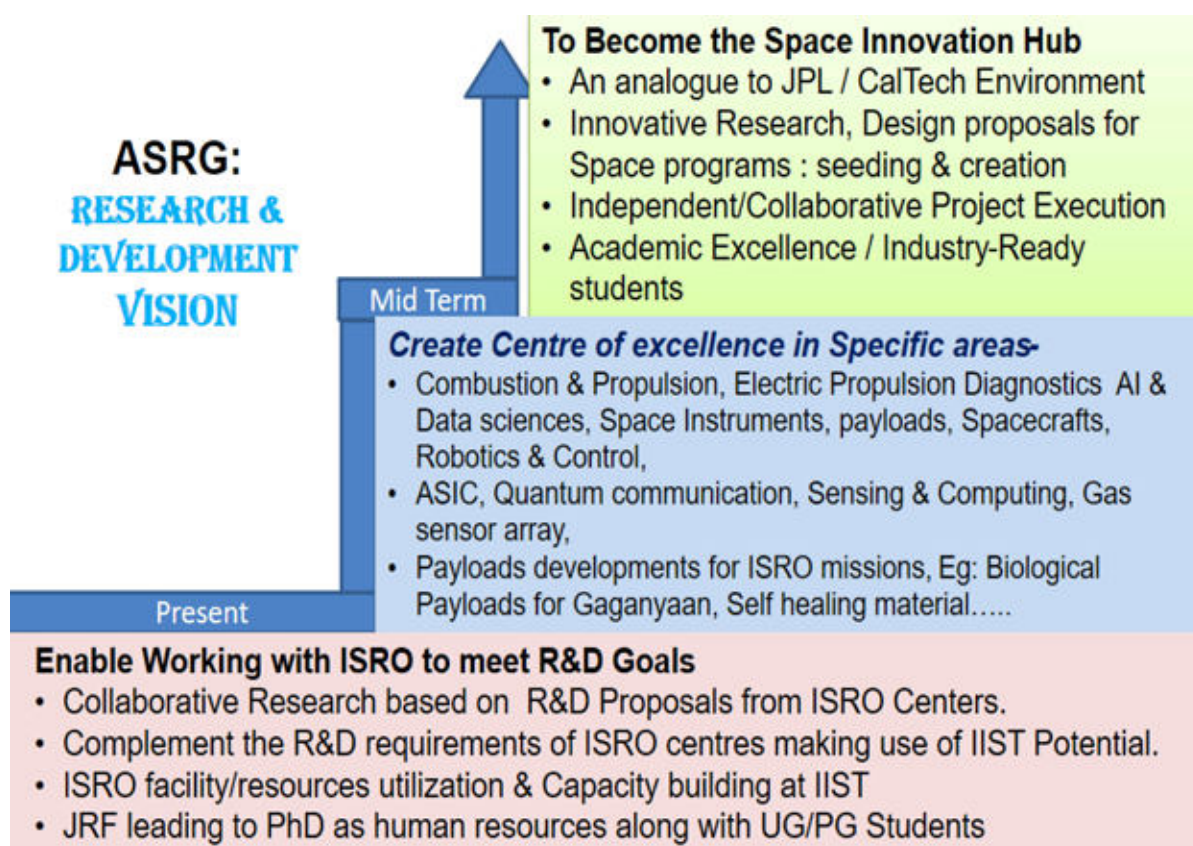 ASRG:
RESEARCH &
DEVELOPMENT
VISION
To Become the Space Innovation Hub
• An analogue to JPL / CalTech Environment
• Innovative Research, Design proposals for
Space programs : seeding & creation
• Independent/Collaborative Project Execution
• Academic Excellence / Industry-Ready
students
Mid Term
Create Centre of excellence in Specific areas-
• Combustion & Propulsion, Electric Propulsion Diagnostics AI &
Data sciences, Space Instruments, payloads, Spacecrafts,
Robotics & Control,
• ASIC, Quantum communication, Sensing & Computing, Gas
sensor array,
• Payloads developments for ISRO missions, Eg: Biological
Payloads for Gaganyaan, Self healing material.....
Present
Enable Working with ISRO to meet R&D Goals
• Collaborative Research based on R&D Proposals from ISRO Centers.
• Complement the R&D requirements of ISRO centres making use of IIST Potential.
• ISRO facility/resources utilization & Capacity building at IIST
• JRF leading to PhD as human resources along with UG/PG Students